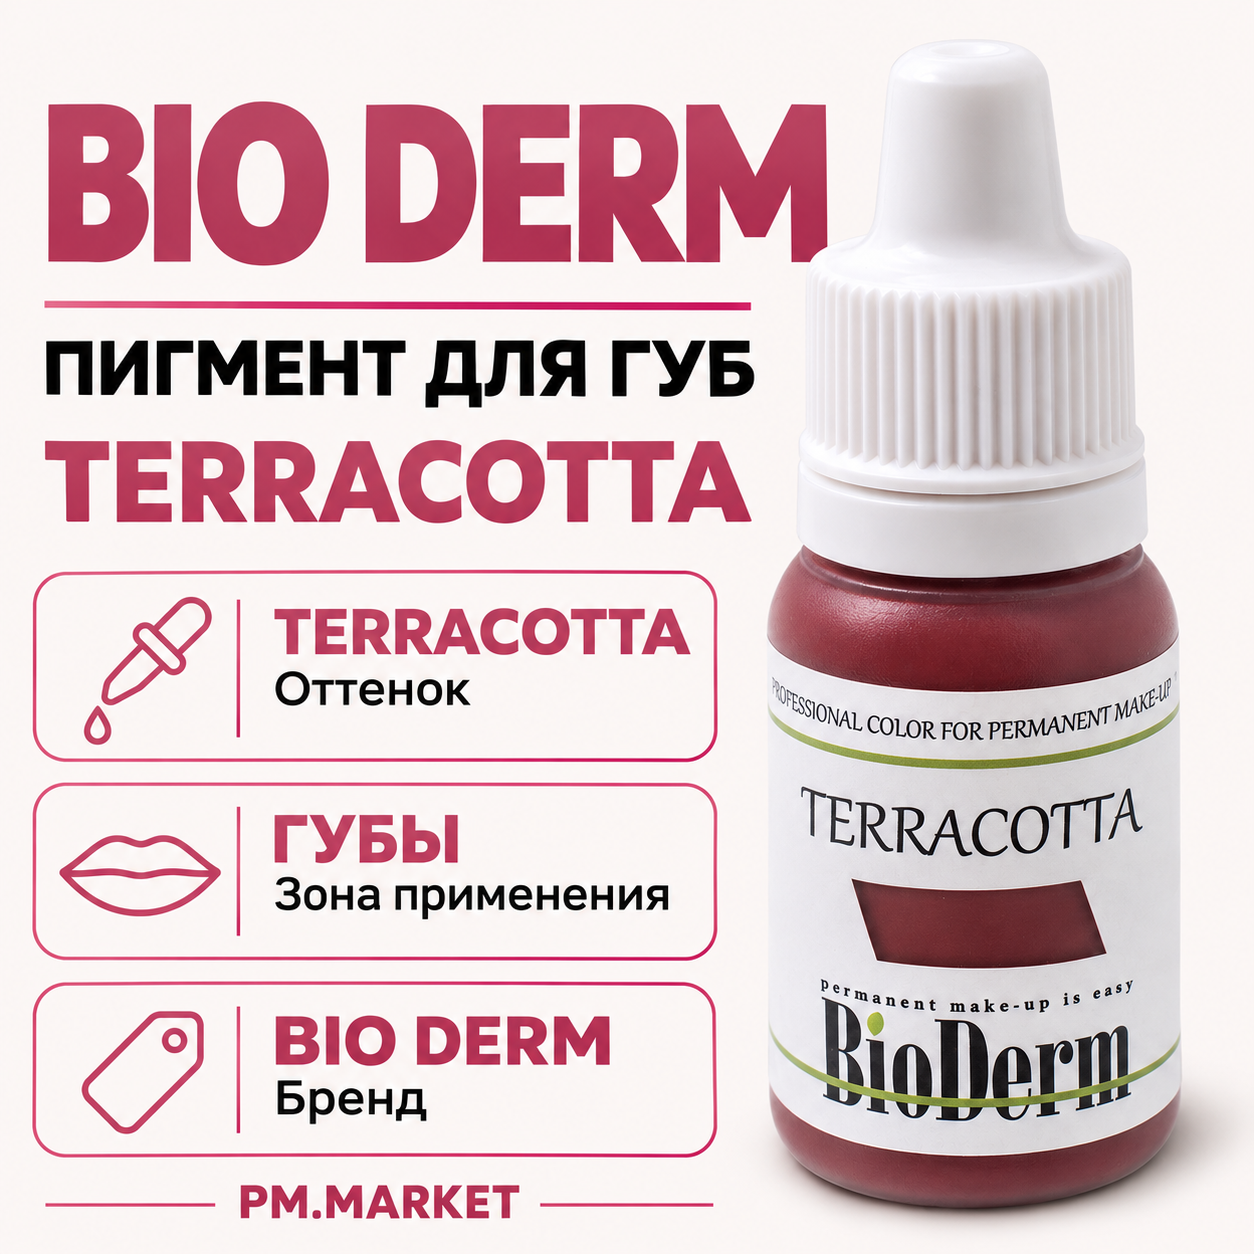 BIO DERM
ПИГМЕНТ ДЛЯ ГУБ
TERRACOTTA
TERRACOTTA
Оттенок
ГУБЫ
Зона применения
BIO DERM
Бренд
PM.MARKET
PROFESSIONAL COLOR FOR PERMANENT MAKE-UP
TERRACOTTA
permanent make-up is easy
BioDerm